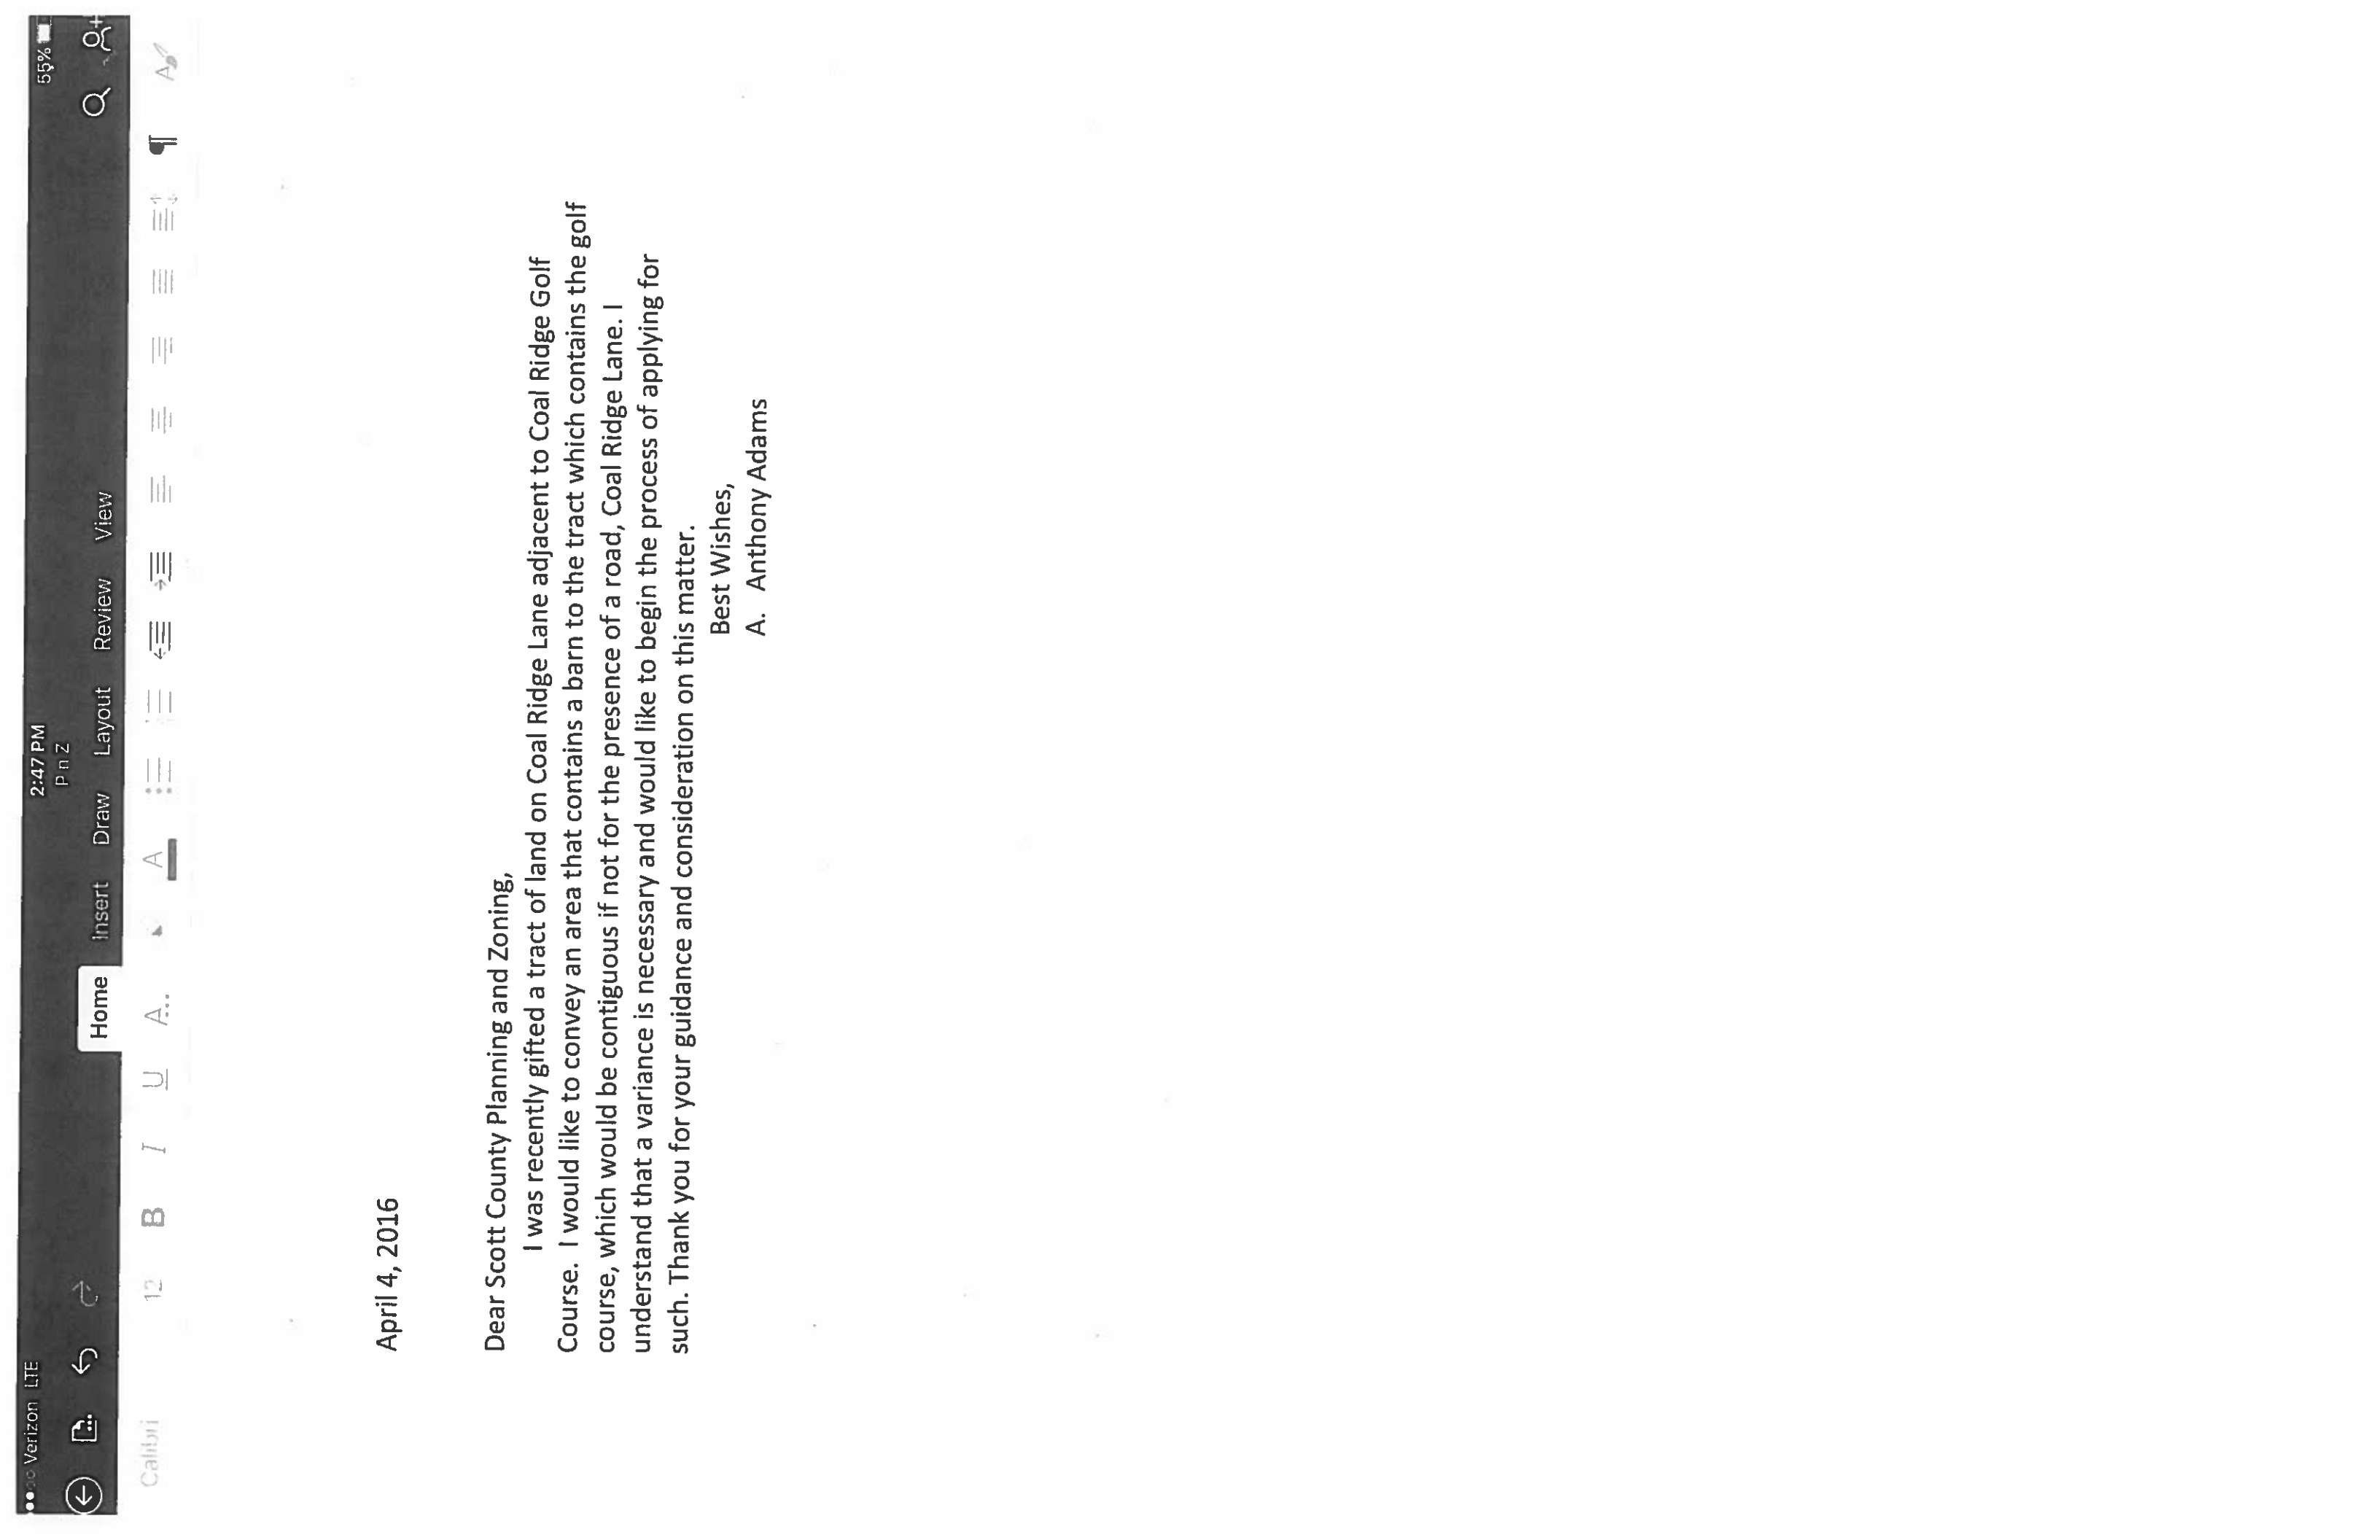 Verizon LTE 2:47 PM 55%
P n Z
Home Insert Draw Layout Review View
Calibri 12 B I U A... A
April 4, 2016
Dear Scott County Planning and Zoning,
I was recently gifted a tract of land on Coal Ridge Lane adjacent to Coal Ridge Golf
Course. I would like to convey an area that contains a barn to the tract which contains the golf
course, which would be contiguous if not for the presence of a road, Coal Ridge Lane. I
understand that a variance is necessary and would like to begin the process of applying for
such. Thank you for your guidance and consideration on this matter.
Best Wishes,
A. Anthony Adams